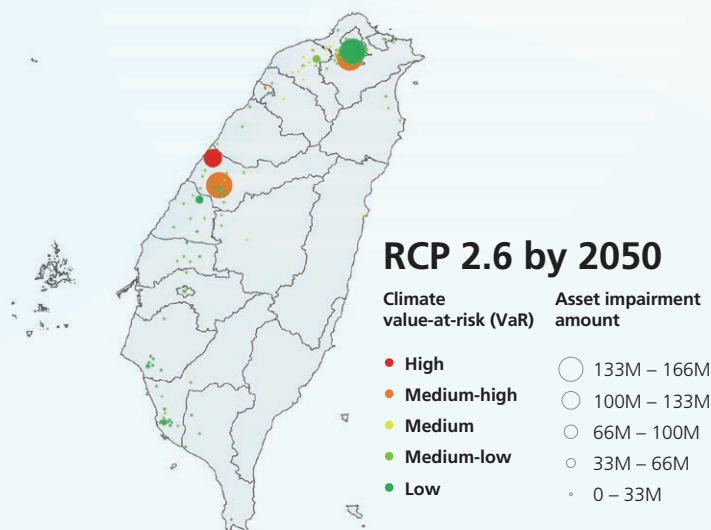 RCP 2.6 by 2050
Climate
value-at-risk (VaR)
High
Medium-high
Medium
Medium-low
Low
Asset impairment
amount
133M – 166M
100M – 133M
66M – 100M
33M – 66M
0 – 33M